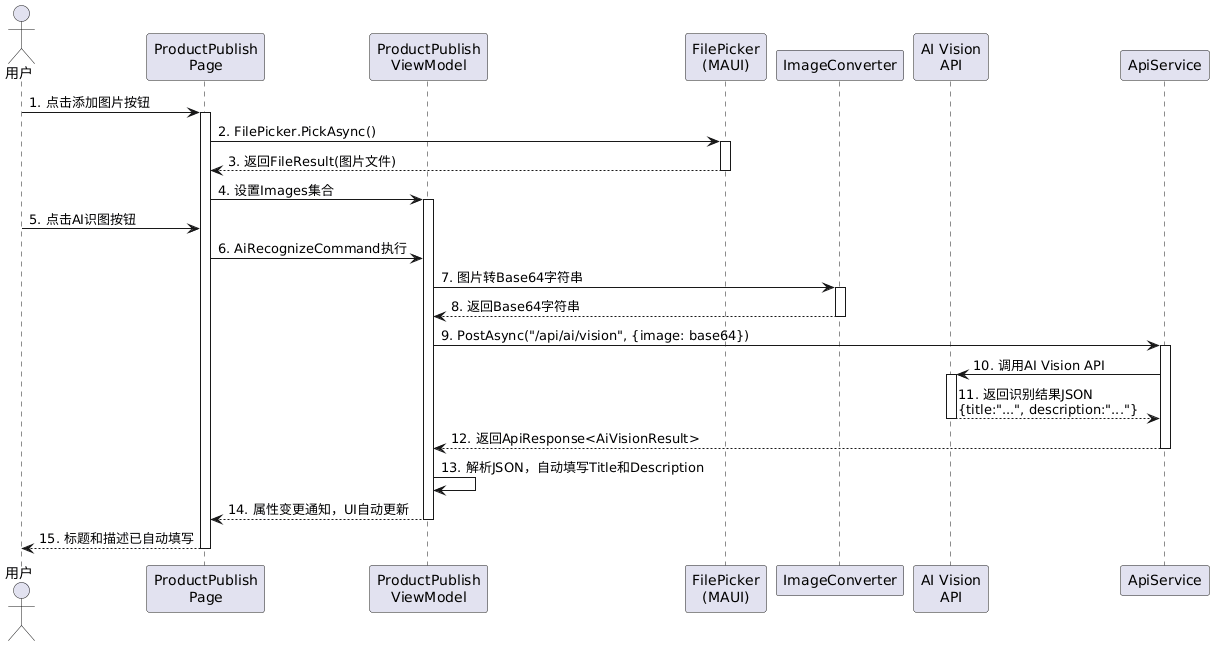 用户
ProductPublish
Page
ProductPublish
ViewModel
FilePicker
(MAUI)
ImageConverter
AI Vision
API
ApiService
1. 点击添加图片按钮
2. FilePicker.PickAsync()
3. 返回FileResult(图片文件)
4. 设置Images集合
5. 点击AI识图按钮
6. AiRecognizeCommand执行
7. 图片转Base64字符串
8. 返回Base64字符串
9. PostAsync("/api/ai/vision", {image: base64})
10. 调用AI Vision API
11. 返回识别结果JSON
{title:"...", description:"..."}
12. 返回ApiResponse<AiVisionResult>
13. 解析JSON，自动填写Title和Description
14. 属性变更通知，UI自动更新
15. 标题和描述已自动填写
用户
ProductPublish
Page
ProductPublish
ViewModel
FilePicker
(MAUI)
ImageConverter
AI Vision
API
ApiService